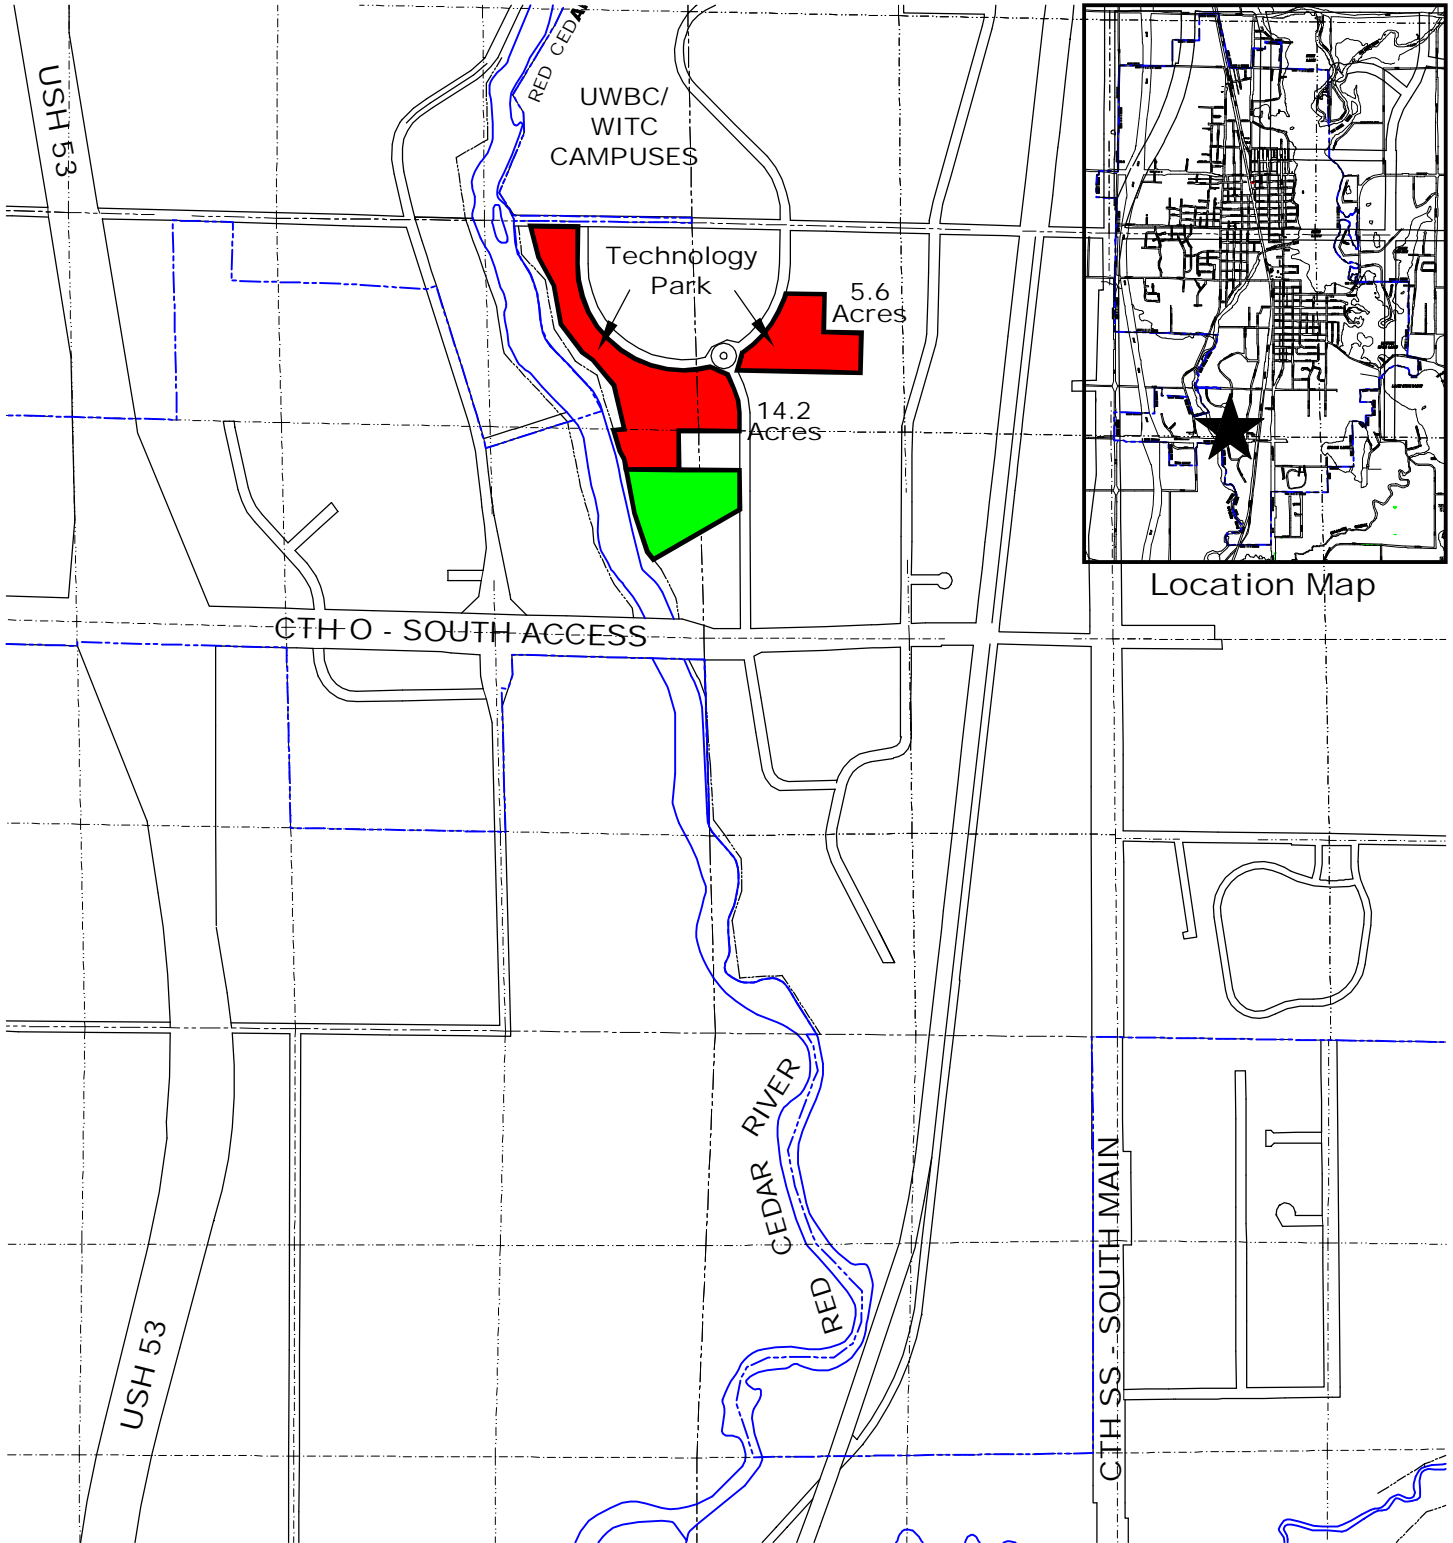 RED CEDA
USH 53
UWBC/
WITC
CAMPUSES
Technology
Park
5.6
Acres
14.2
Acres
Location Map
CTH O - SOUTH ACCESS
RED CEDAR RIVER
CTH SS - SOUTH MAIN
USH 53